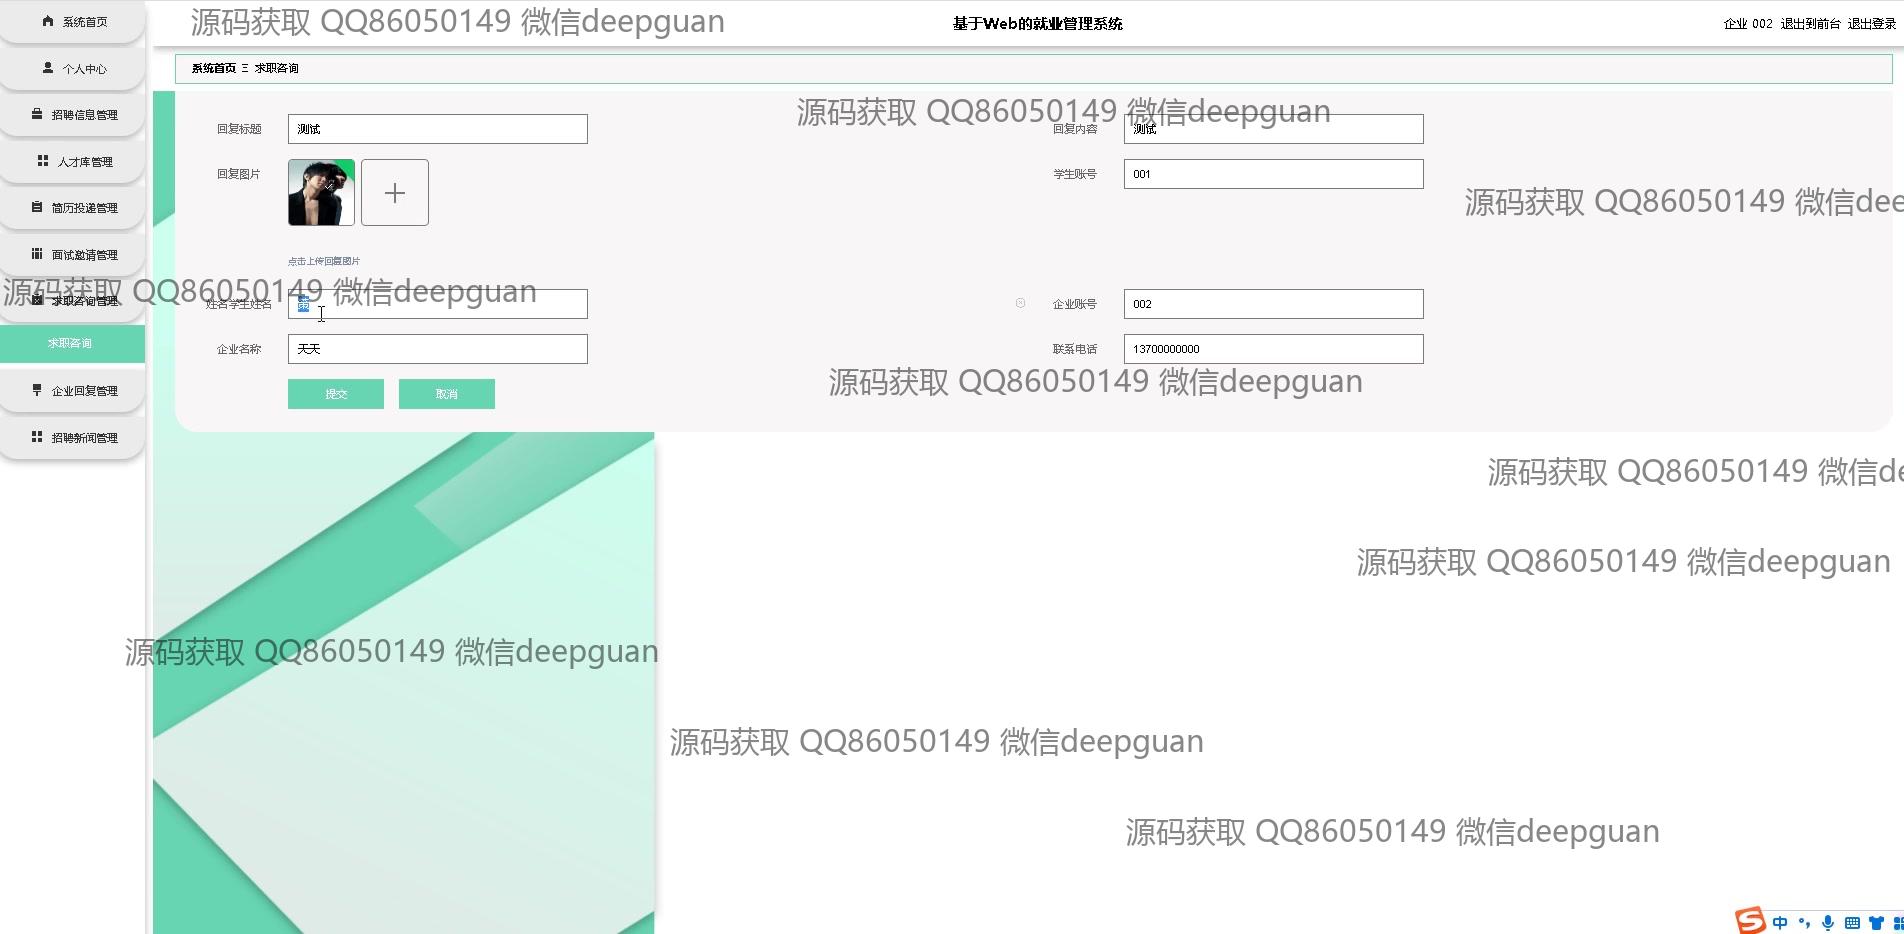 系统首页
个人中心
招聘信息管理
人才库管理
简历投递管理
面试邀请管理
求职咨询管理
求职咨询
企业回复管理
招聘新闻管理
源码获取 QQ86050149 微信deepguan
基于Web的就业管理系统
企业 002 退出到前台 退出登录
系统首页 Ξ 求职咨询
源码获取 QQ86050149 微信deepguan
回复标题 测试
回复内容 测试
回复图片
学生账号 001
源码获取 QQ86050149 微信dee
点击上传回复图片
源码获取 QQ86050149 微信deepguan
姓名学生姓名
企业账号 002
企业名称 天天
联系电话 13700000000
源码获取 QQ86050149 微信deepguan
提交 取消
源码获取 QQ86050149 微信de
源码获取 QQ86050149 微信deepguan
源码获取 QQ86050149 微信deepguan
源码获取 QQ86050149 微信deepguan
源码获取 QQ86050149 微信deepguan
中